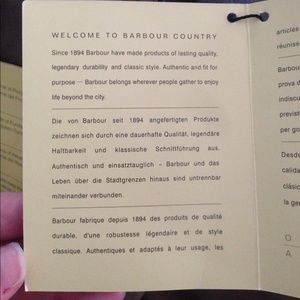 WELCOME TO BARBOUR COUNTRY
Since 1894 Barbour have made products of lasting quality,
legendary durability and classic style. Authentic and fit for
purpose — Barbour belongs wherever people gather to enjoy
life beyond the city.
Die von Barbour seit 1894 angefertigten Produkte
zeichnen sich durch eine dauerhafte Qualität, legendäre
Haltbarkeit und klassische Schnittführung aus.
Authentisch und einsatztauglich – Barbour und das
Leben über die Stadtgrenzen hinaus sind untrennbar
miteinander verbunden.
Barbour fabrique depuis 1894 des produits de qualité
durable, d'une robustesse légendaire et de style
classique. Authentiques et adaptés à leur usage, les
articles
réuniss
Barbou
prova d
indiscu
previst
per go
Desde
calida
clásic
la ge
O
A